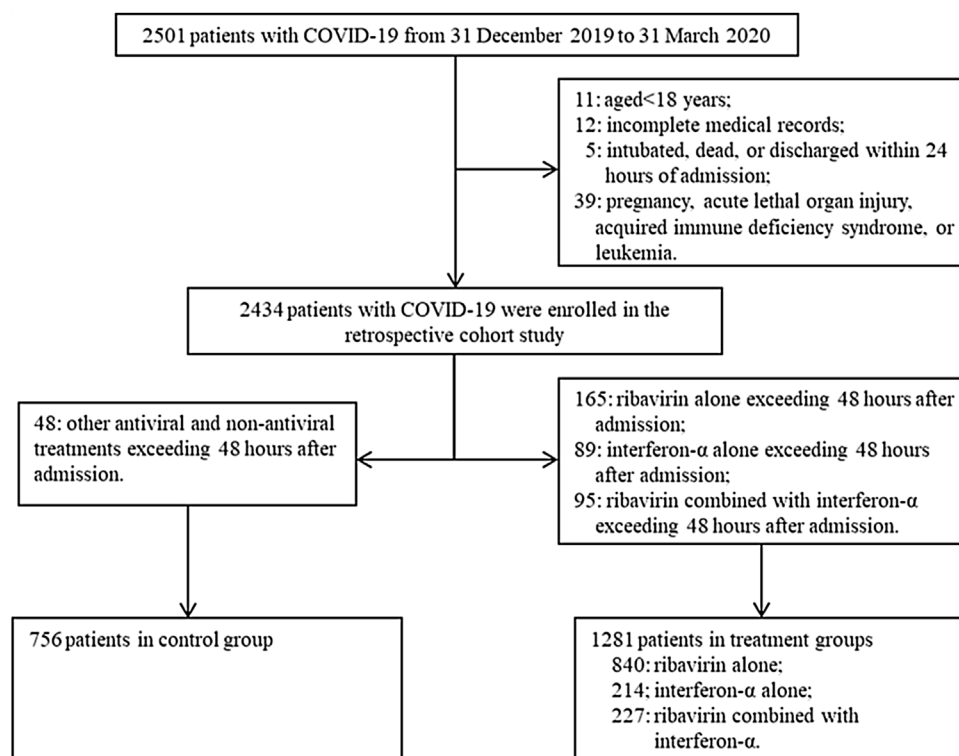 2501 patients with COVID-19 from 31 December 2019 to 31 March 2020
11: aged<18 years;
12: incomplete medical records;
5: intubated, dead, or discharged within 24
hours of admission;
39: pregnancy, acute lethal organ injury,
acquired immune deficiency syndrome, or
leukemia.
2434 patients with COVID-19 were enrolled in the
retrospective cohort study
48: other antiviral and non-antiviral
treatments exceeding 48 hours after
admission.
165: ribavirin alone exceeding 48 hours after
admission;
89: interferon-α alone exceeding 48 hours
after admission;
95: ribavirin combined with interferon-α
exceeding 48 hours after admission.
756 patients in control group
1281 patients in treatment groups
840: ribavirin alone;
214; interferon-α alone;
227: ribavirin combined with
interferon-α.